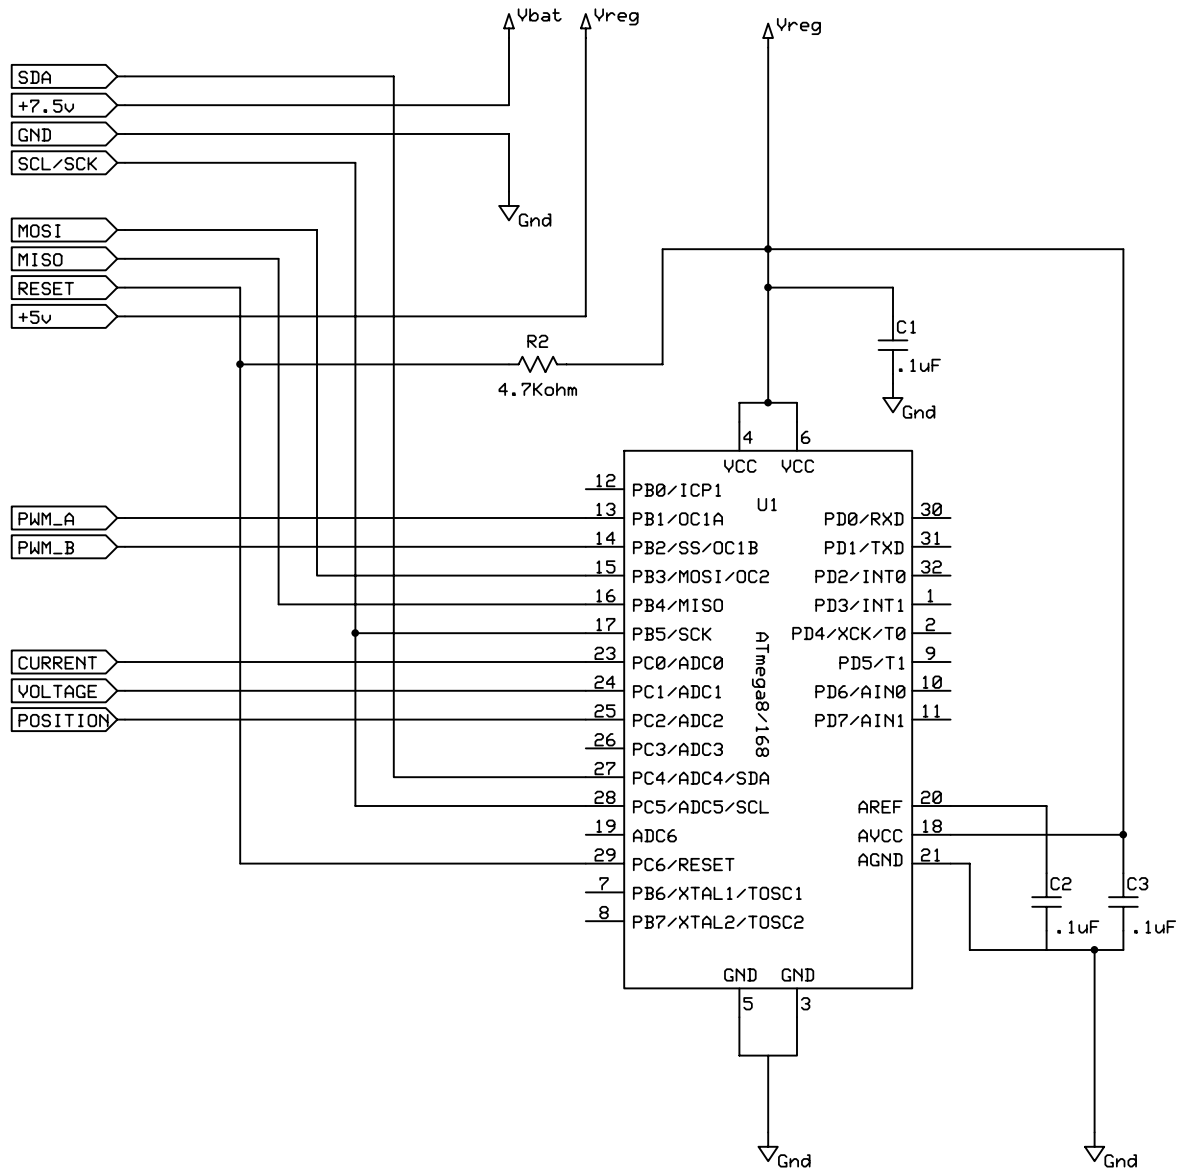 Vbat Vreg
Vreg
SDA
+7.5v
GND
SCL/SCK
Gnd
MOSI
MISO
RESET
+5v
R2
4.7Kohm
C1
.1uF
Gnd
4 6
VCC VCC
U1
12 PB0/ICP1
PWM_A 13 PB1/OC1A PD0/RXD 30
PWM_B 14 PB2/SS/OC1B PD1/TXD 31
15 PB3/MOSI/OC2 PD2/INT0 32
16 PB4/MISO PD3/INT1 1
17 PB5/SCK PD4/XCK/T0 2
CURRENT 23 PC0/ADC0 PD5/T1 9
VOLTAGE 24 PC1/ADC1 PD6/AIN0 10
POSITION 25 PC2/ADC2 PD7/AIN1 11
ATmega8/168
26 PC3/ADC3
27 PC4/ADC4/SDA
28 PC5/ADC5/SCL AREF 20
19 ADC6 AVCC 18
29 PC6/RESET AGND 21
7 PB6/XTAL1/TOSC1
8 PB7/XTAL2/TOSC2
C2 C3
.1uF .1uF
GND GND
5 3
Gnd Gnd